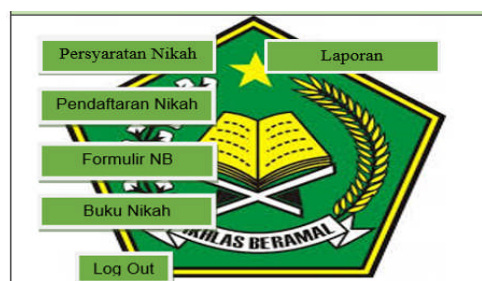 Persyaratan Nikah
Laporan
Pendaftaran Nikah
Formulir NB
Buku Nikah
IKHLAS BERAMAL
Log Out